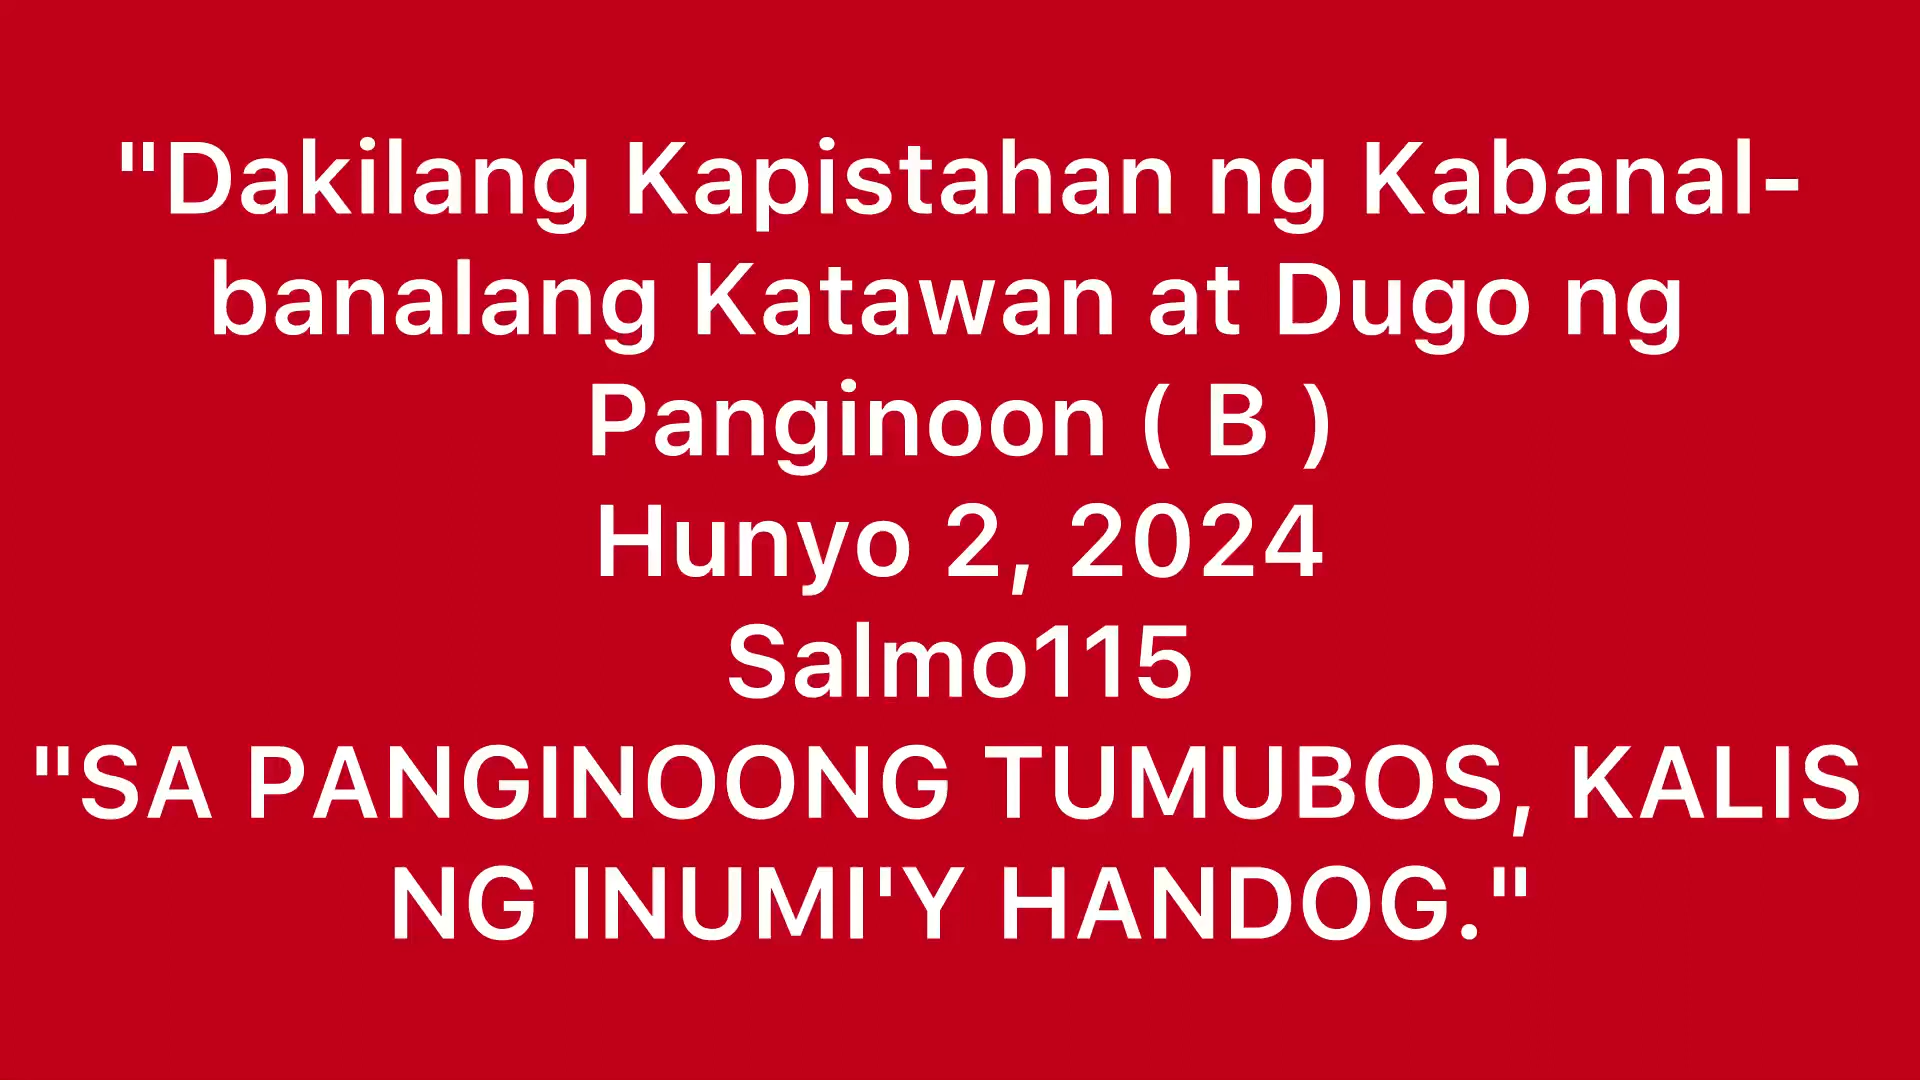 "Dakilang Kapistahan ng Kabanal-
banalang Katawan at Dugo ng
Panginoon ( B )
Hunyo 2, 2024
Salmo115
"SA PANGINOONG TUMUBOS, KALIS
NG INUMI'Y HANDOG."